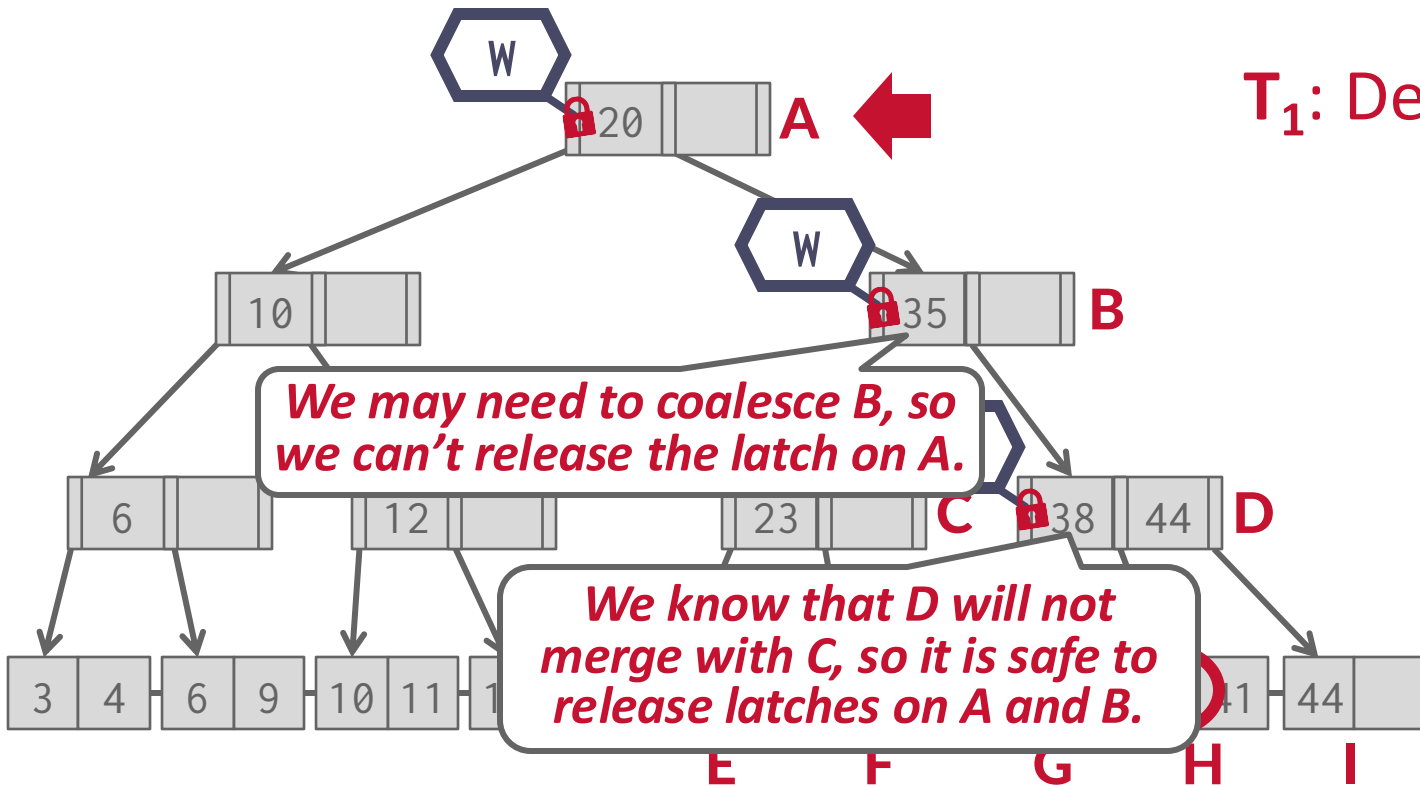 W
20
A
T1: De
W
10
35
B
We may need to coalesce B, so
we can’t release the latch on A.
6
12
23
C
38
44
D
We know that D will not
merge with C, so it is safe to
release latches on A and B.
3
4
6
9
10
11
44
E
F
G
H
I